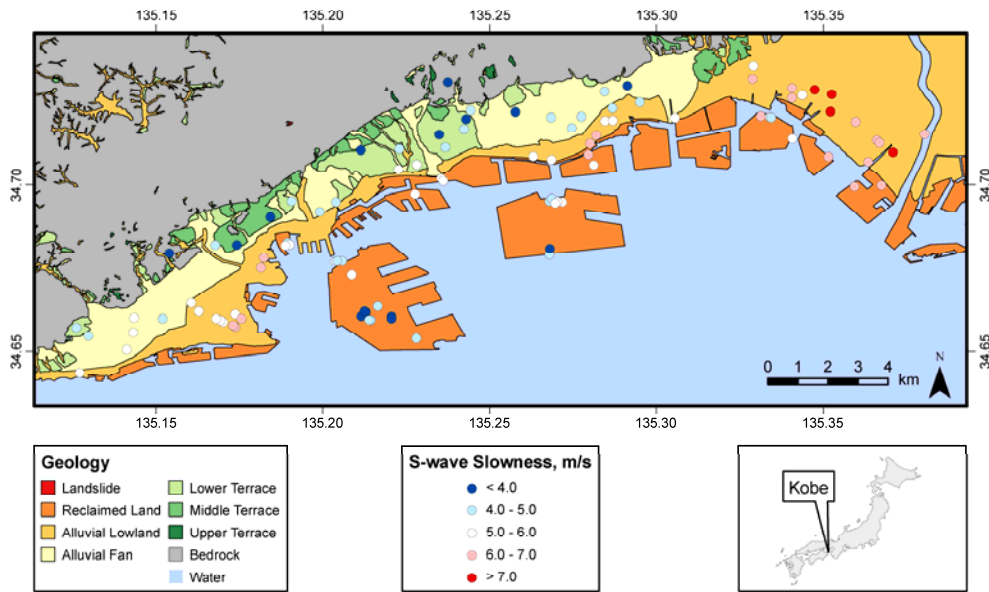 135.15 135.20 135.25 135.30 135.35
34.70 34.70
34.65 34.65
N
0 1 2 3 4
km
135.15 135.20 135.25 135.30 135.35
Geology
Landslide
Reclaimed Land
Alluvial Lowland
Alluvial Fan
Lower Terrace
Middle Terrace
Upper Terrace
Bedrock
Water
S-wave Slowness, m/s
< 4.0
4.0 - 5.0
5.0 - 6.0
6.0 - 7.0
> 7.0
Kobe